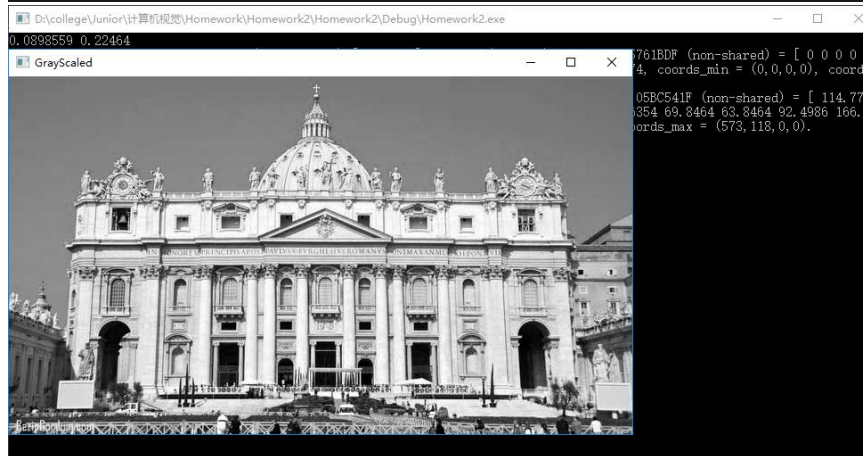 D:\college\Junior\计算机视觉\Homework\Homework2\Homework2\Debug\Homework2.exe
0.0898559 0.22464
GrayScaled
761BDF (non-shared) = [ 0 0 0 0
74, coords_min = (0,0,0,0), coord
05BC541F (non-shared) = [ 114.77
6354 69.8464 63.8464 92.4986 166.
oords_max = (573,118,0,0).